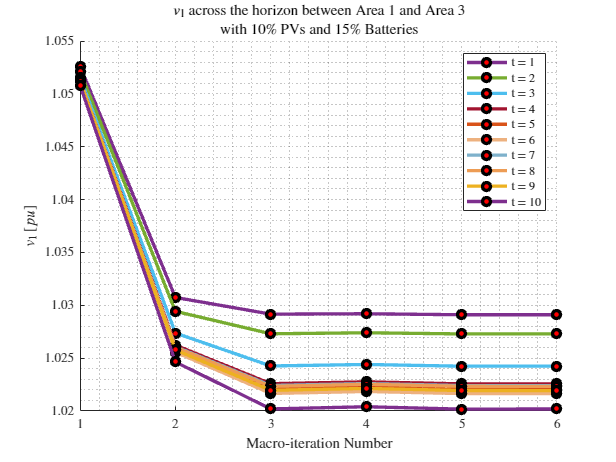 v₁ across the horizon between Area 1 and Area 3
with 10% PVs and 15% Batteries
1.055
1.05
1.045
1.04
1.035
1.03
1.025
1.02
v₁ [pu]
1 2 3 4 5 6
Macro-iteration Number
t = 1
t = 2
t = 3
t = 4
t = 5
t = 6
t = 7
t = 8
t = 9
t = 10